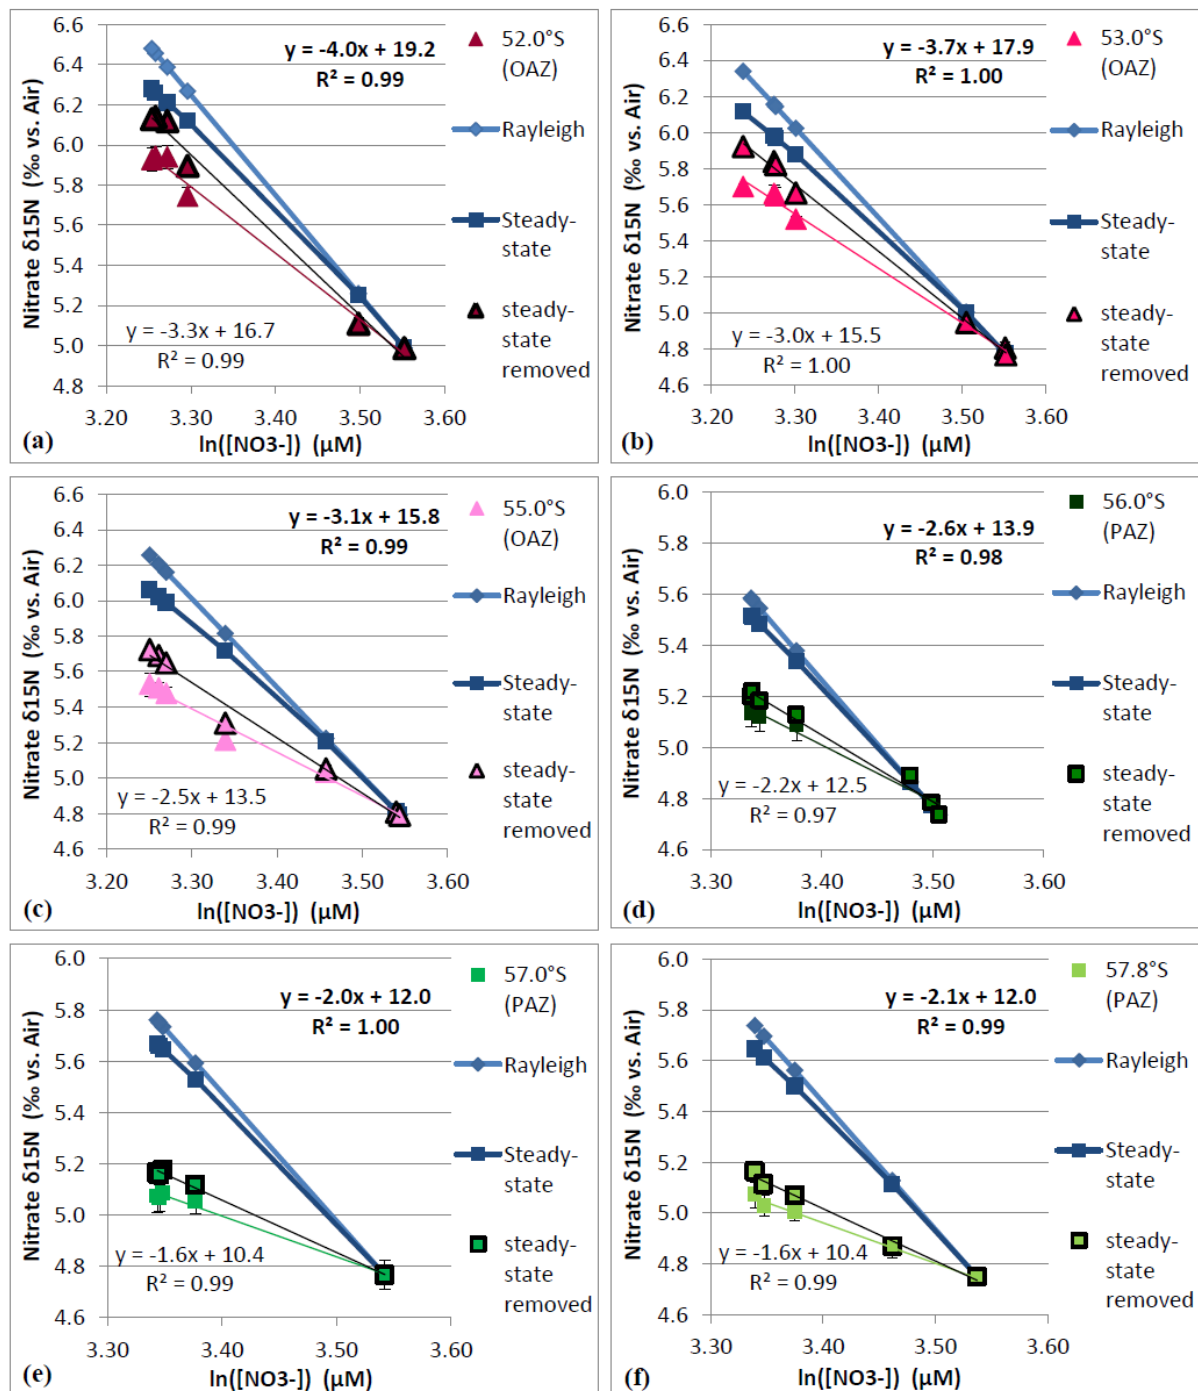 6.6
6.4
6.2
6.0
5.8
5.6
5.4
5.2
5.0
4.8
Nitrate δ15N (‰ vs. Air)
y = -4.0x + 19.2
R² = 0.99
y = -3.3x + 16.7
R² = 0.99
3.20 3.30 3.40 3.50 3.60
ln([NO3-]) (µM)
(a)
52.0°S
(OAZ)
Rayleigh
Steady-
state
steady-
state
removed
6.6
6.4
6.2
6.0
5.8
5.6
5.4
5.2
5.0
4.8
4.6
Nitrate δ15N (‰ vs. Air)
y = -3.7x + 17.9
R² = 1.00
y = -3.0x + 15.5
R² = 1.00
3.20 3.30 3.40 3.50 3.60
ln([NO3-]) (µM)
(b)
53.0°S
(OAZ)
Rayleigh
Steady-
state
steady-
state
removed
6.6
6.4
6.2
6.0
5.8
5.6
5.4
5.2
5.0
4.8
4.6
Nitrate δ15N (‰ vs. Air)
y = -3.1x + 15.8
R² = 0.99
y = -2.5x + 13.5
R² = 0.99
3.20 3.30 3.40 3.50 3.60
ln([NO3-]) (µM)
(c)
55.0°S
(OAZ)
Rayleigh
Steady-
state
steady-
state
removed
6.0
5.8
5.6
5.4
5.2
5.0
4.8
4.6
Nitrate δ15N (‰ vs. Air)
y = -2.6x + 13.9
R² = 0.98
y = -2.2x + 12.5
R² = 0.97
3.30 3.40 3.50 3.60
ln([NO3-]) (µM)
(d)
56.0°S
(PAZ)
Rayleigh
Steady-
state
steady-
state
removed
6.0
5.8
5.6
5.4
5.2
5.0
4.8
4.6
Nitrate δ15N (‰ vs. Air)
y = -2.0x + 12.0
R² = 1.00
y = -1.6x + 10.4
R² = 0.99
3.30 3.40 3.50 3.60
ln([NO3-]) (µM)
(e)
57.0°S
(PAZ)
Rayleigh
Steady-
state
steady-
state
removed
6.0
5.8
5.6
5.4
5.2
5.0
4.8
4.6
Nitrate δ15N (‰ vs. Air)
y = -2.1x + 12.0
R² = 0.99
y = -1.6x + 10.4
R² = 0.99
3.30 3.40 3.50 3.60
ln([NO3-]) (µM)
(f)
57.8°S
(PAZ)
Rayleigh
Steady-
state
steady-
state
removed